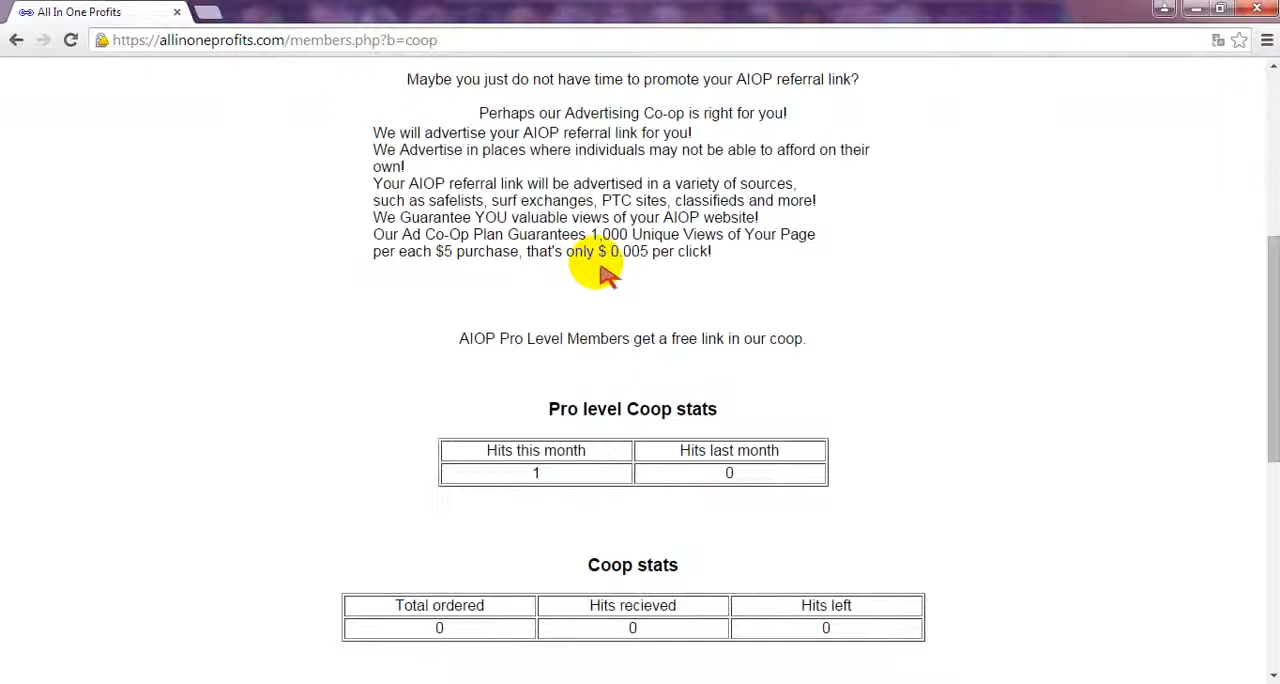 All In One Profits
https://allinoneprofits.com/members.php?b=coop
Maybe you just do not have time to promote your AIOP referral link?
Perhaps our Advertising Co-op is right for you!
We will advertise your AIOP referral link for you!
We Advertise in places where individuals may not be able to afford on their
own!
Your AIOP referral link will be advertised in a variety of sources,
such as safelists, surf exchanges, PTC sites, classifieds and more!
We Guarantee YOU valuable views of your AIOP website!
Our Ad Co-Op Plan Guarantees 1,000 Unique Views of Your Page
per each $5 purchase, that's only $ 0.005 per click!
AIOP Pro Level Members get a free link in our coop.
Pro level Coop stats
Hits this month Hits last month
1 0
Coop stats
Total ordered Hits recieved Hits left
0 0 0